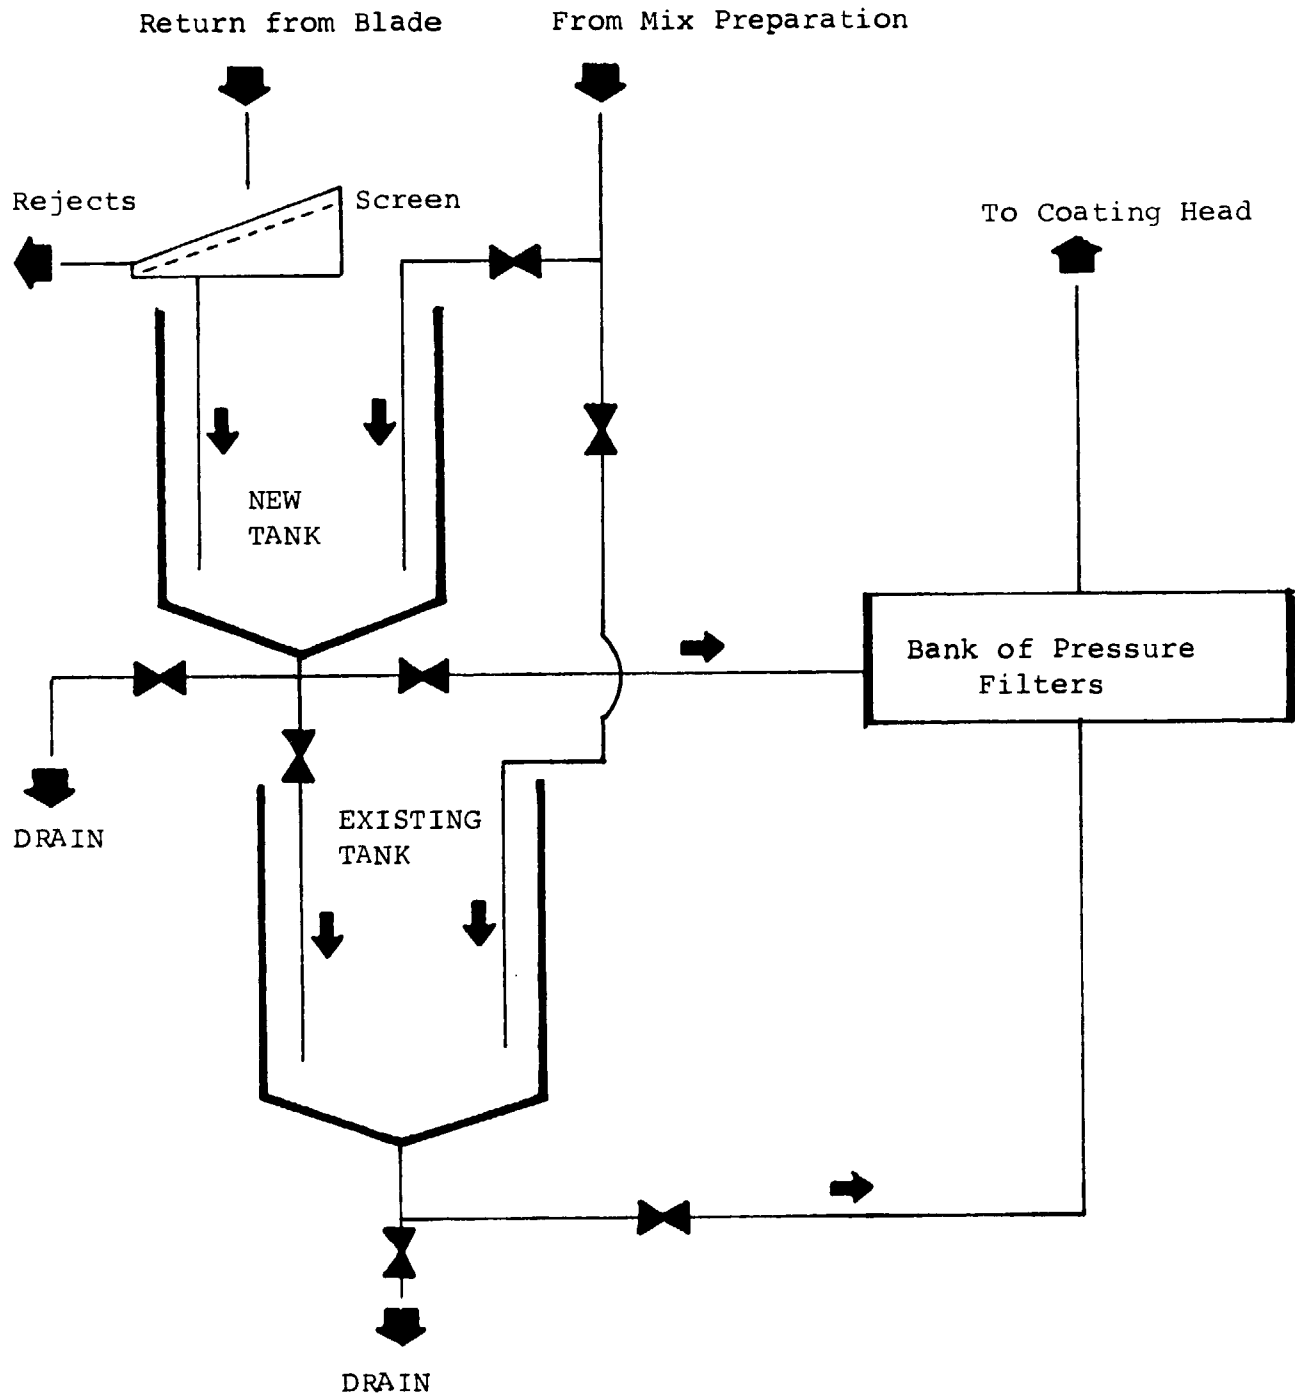 Return from Blade
From Mix Preparation
Rejects
Screen
To Coating Head
NEW
TANK
Bank of Pressure
Filters
DRAIN
EXISTING
TANK
DRAIN